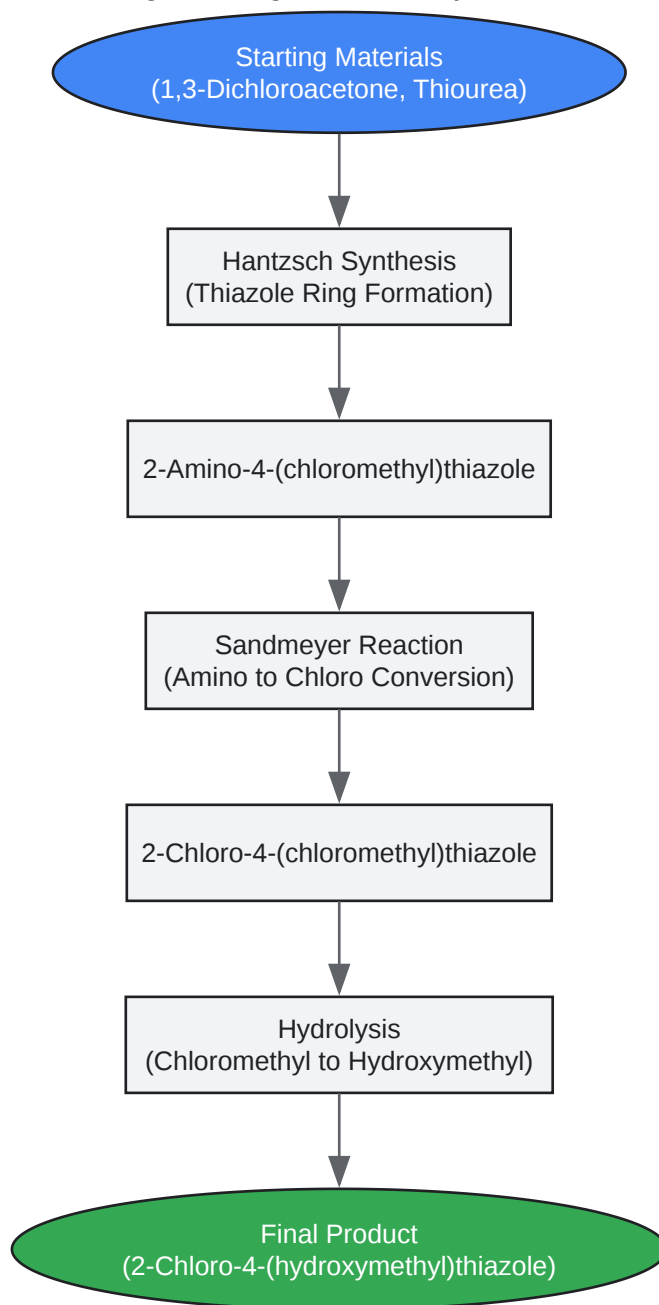 Starting Materials
(1,3-Dichloroacetone, Thiourea)
Hantzsch Synthesis
(Thiazole Ring Formation)
2-Amino-4-(chloromethyl)thiazole
Sandmeyer Reaction
(Amino to Chloro Conversion)
2-Chloro-4-(chloromethyl)thiazole
Hydrolysis
(Chloromethyl to Hydroxymethyl)
Final Product
(2-Chloro-4-(hydroxymethyl)thiazole)